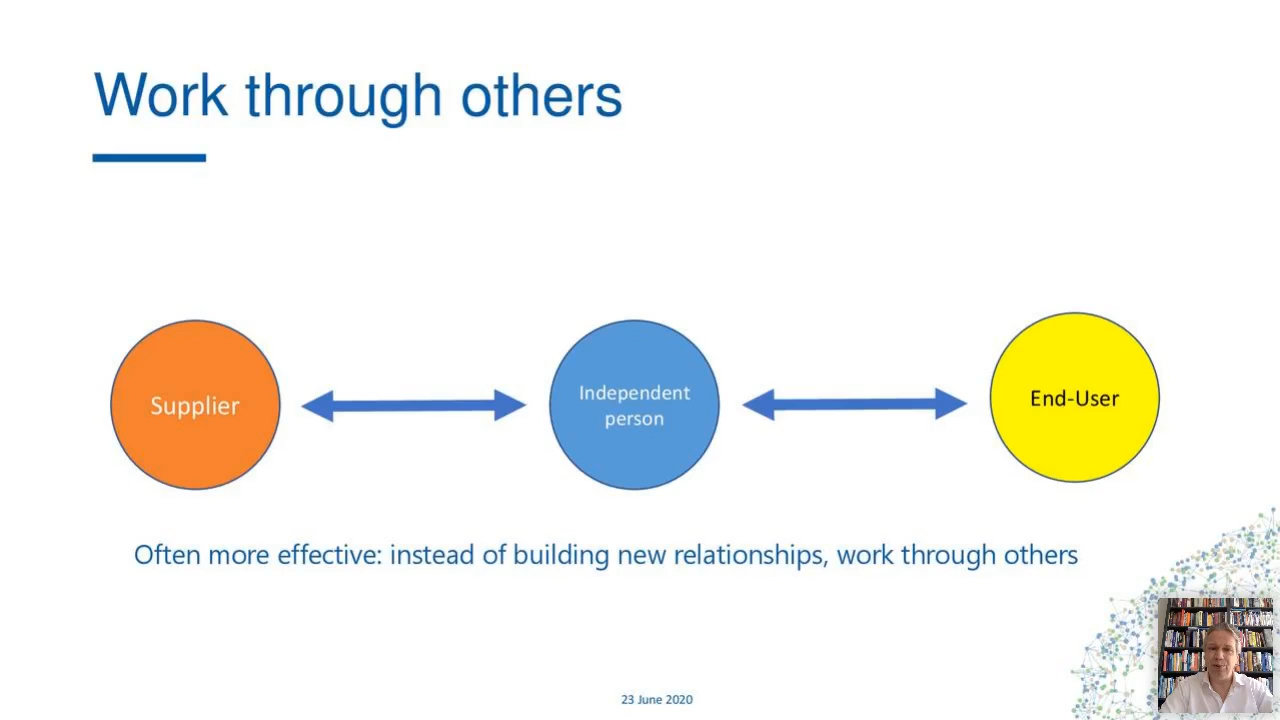 Work through others
Supplier
Independent
person
End-User
Often more effective: instead of building new relationships, work through others
23 June 2020